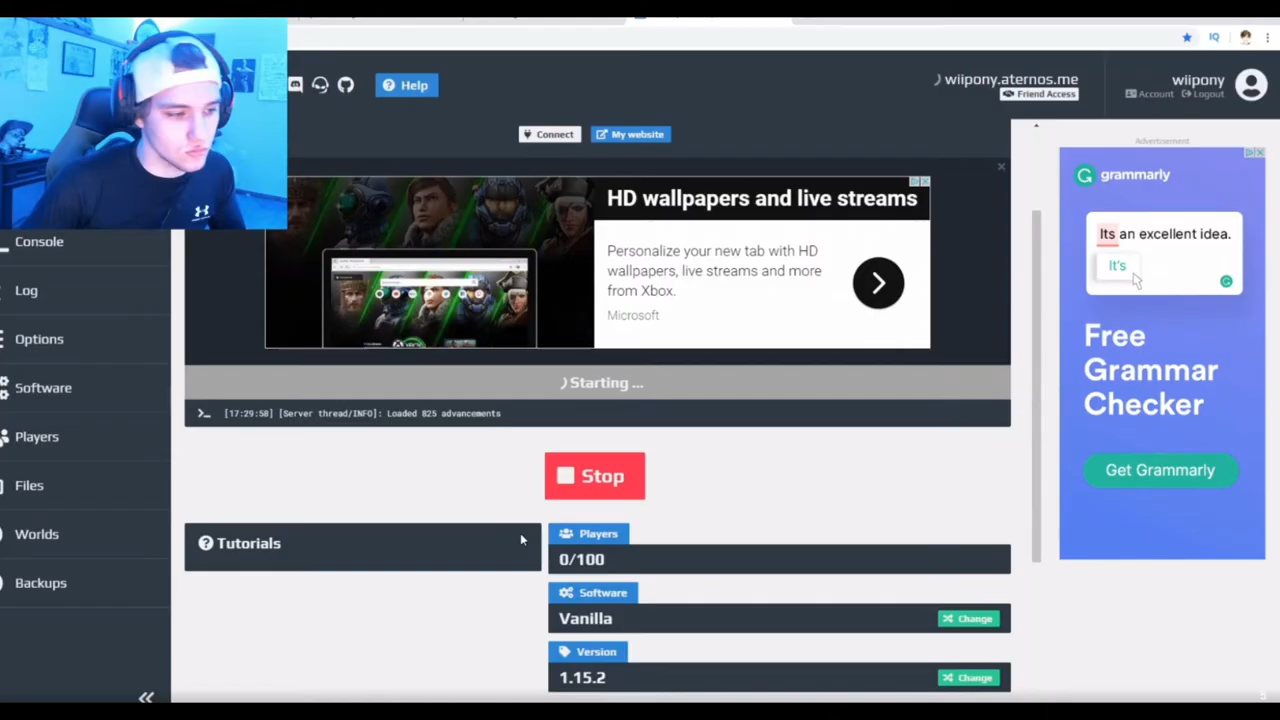 Help
wiipony.aternos.me
Friend Access
wiipony
Account Logout
Connect
My website
Advertisement
HD wallpapers and live streams
Personalize your new tab with HD
wallpapers, live streams and more
from Xbox.
Microsoft
grammarly
Its an excellent idea.
It's
Free
Grammar
Checker
Get Grammarly
Console
Log
Options
Software
Players
Files
Worlds
Backups
Starting ...
[17:29:58] [Server thread/INFO]: Loaded 825 advancements
Stop
Tutorials
Players
0/100
Software
Vanilla
Change
Version
1.15.2
Change